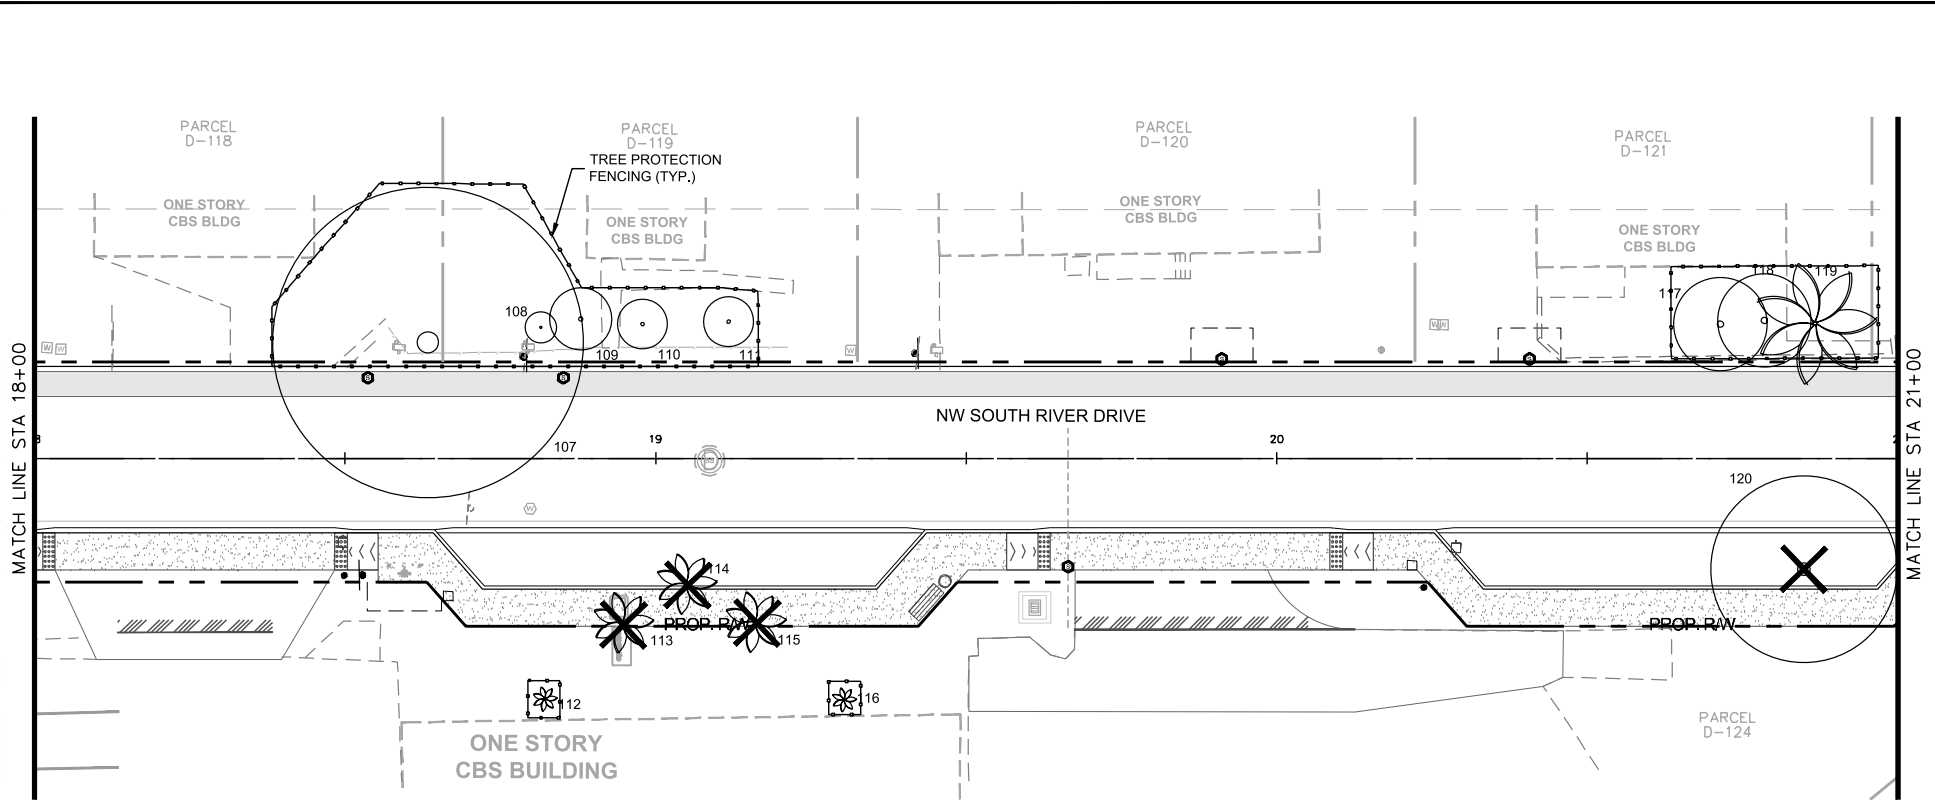 PARCEL
D-118
PARCEL
D-119
PARCEL
D-120
PARCEL
D-121
TREE PROTECTION
FENCING (TYP.)
ONE STORY
CBS BLDG
ONE STORY
CBS BLDG
ONE STORY
CBS BLDG
ONE STORY
CBS BLDG
108
109
110
111
117
118
119
W
W
W
W
W
MATCH LINE STA 18+00
MATCH LINE STA 21+00
NW SOUTH RIVER DRIVE
107
19
20
120
W
114
113
115
PROP. R/W
PROP. R/W
112
116
ONE STORY
CBS BUILDING
PARCEL
D-124